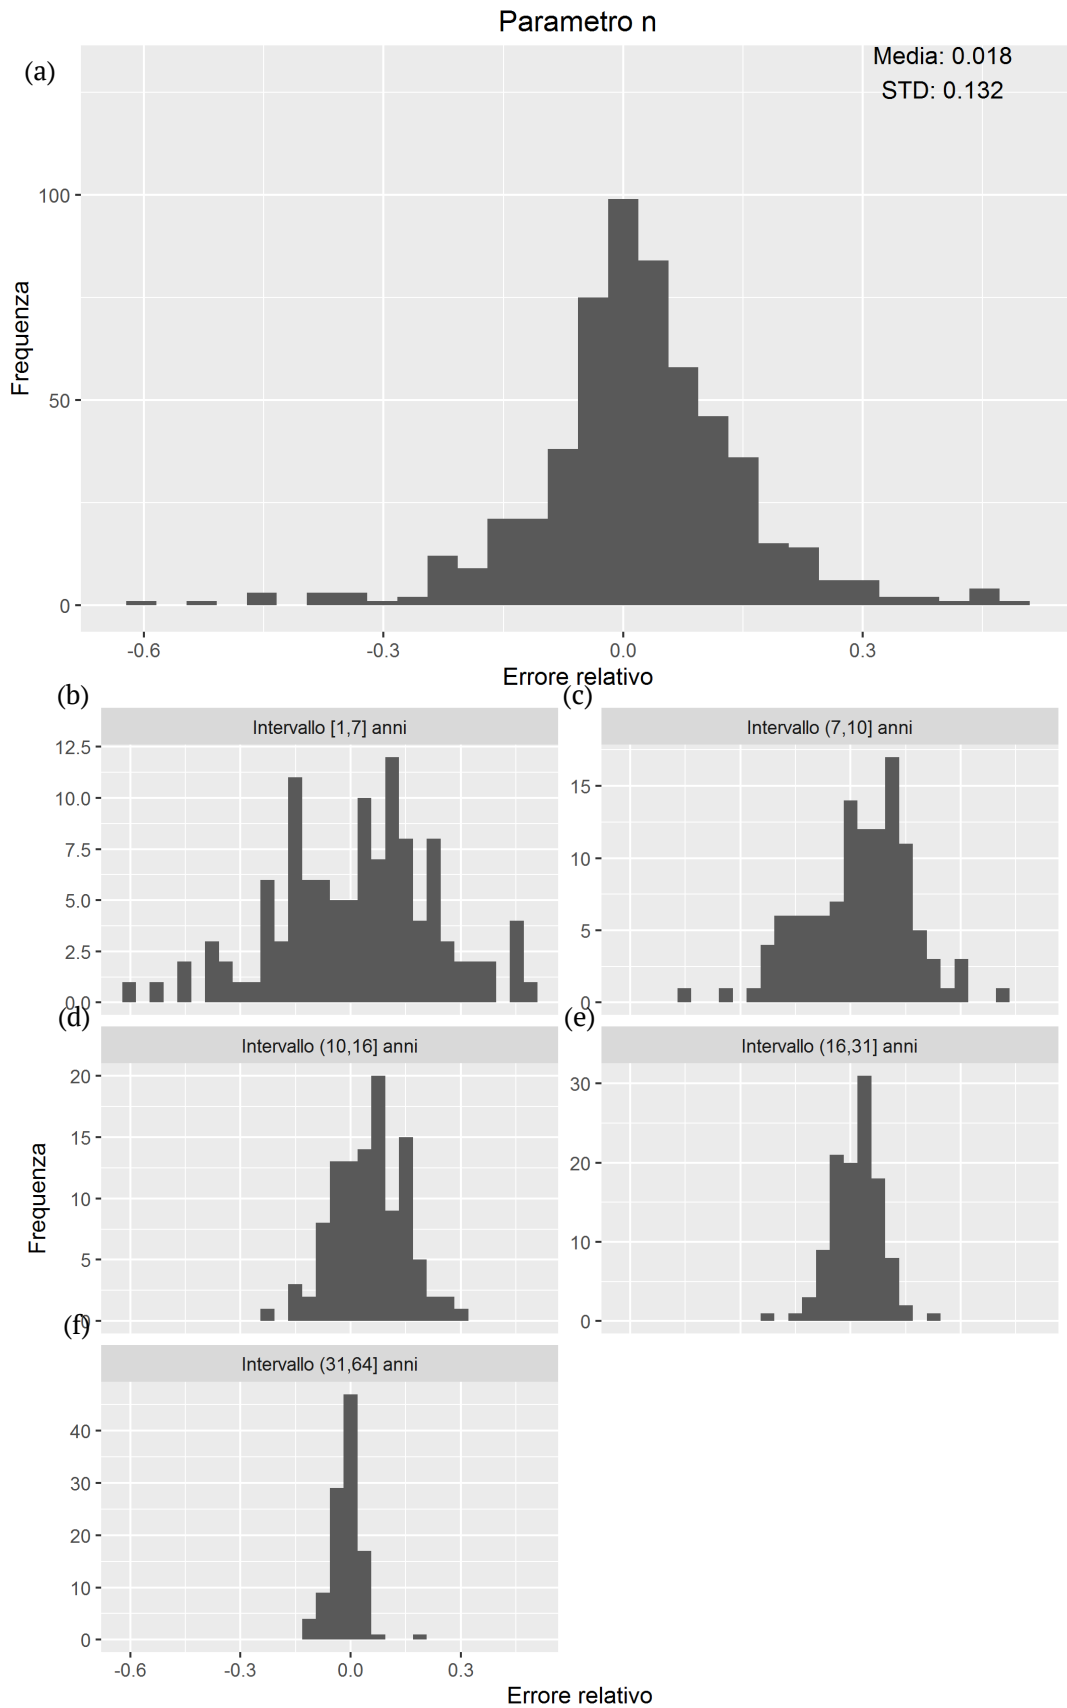 Parametro n
(a)
Media: 0.018
STD: 0.132
100
50
0
Frequenza
-0.6 -0.3 0.0 0.3
Errore relativo
(b) (c)
Intervallo [1,7] anni
12.5
10.0
7.5
5.0
2.5
0.0
Intervallo (7,10] anni
15
10
5
0
(d) (e)
Intervallo (10,16] anni
20
15
10
5
0
Intervallo (16,31] anni
30
20
10
0
Frequenza
(f)
Intervallo (31,64] anni
40
30
20
10
0
-0.6 -0.3 0.0 0.3
Errore relativo